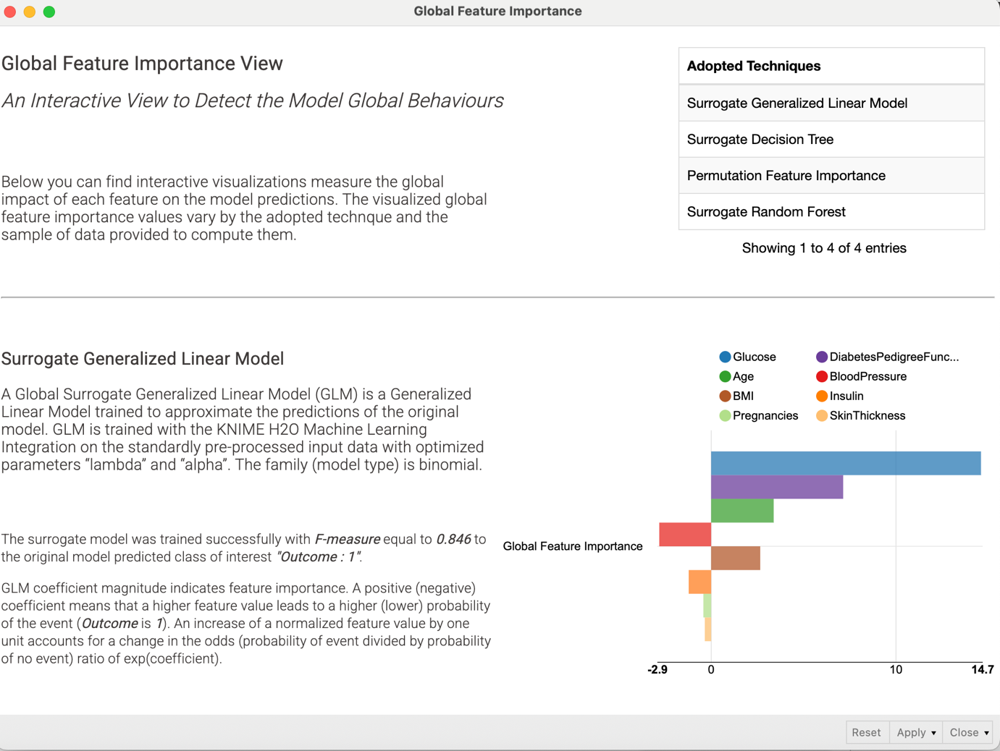 Global Feature Importance
Global Feature Importance View
An Interactive View to Detect the Model Global Behaviours
Below you can find interactive visualizations measure the global
impact of each feature on the model predictions. The visualized global
feature importance values vary by the adopted technque and the
sample of data provided to compute them.
Adopted Techniques
Surrogate Generalized Linear Model
Surrogate Decision Tree
Permutation Feature Importance
Surrogate Random Forest
Showing 1 to 4 of 4 entries
Surrogate Generalized Linear Model
A Global Surrogate Generalized Linear Model (GLM) is a Generalized
Linear Model trained to approximate the predictions of the original
model. GLM is trained with the KNIME H2O Machine Learning
Integration on the standardly pre-processed input data with optimized
parameters “lambda” and “alpha”. The family (model type) is binomial.
The surrogate model was trained successfully with F-measure equal to 0.846 to
the original model predicted class of interest "Outcome : 1".
GLM coefficient magnitude indicates feature importance. A positive (negative)
coefficient means that a higher feature value leads to a higher (lower) probability
of the event (Outcome is 1). An increase of a normalized feature value by one
unit accounts for a change in the odds (probability of event divided by probability
of no event) ratio of exp(coefficient).
Glucose
DiabetesPedigreeFunc...
Age
BloodPressure
BMI
Insulin
Pregnancies
SkinThickness
Global Feature Importance
-2.9
0
10
14.7
Reset
Apply
Close